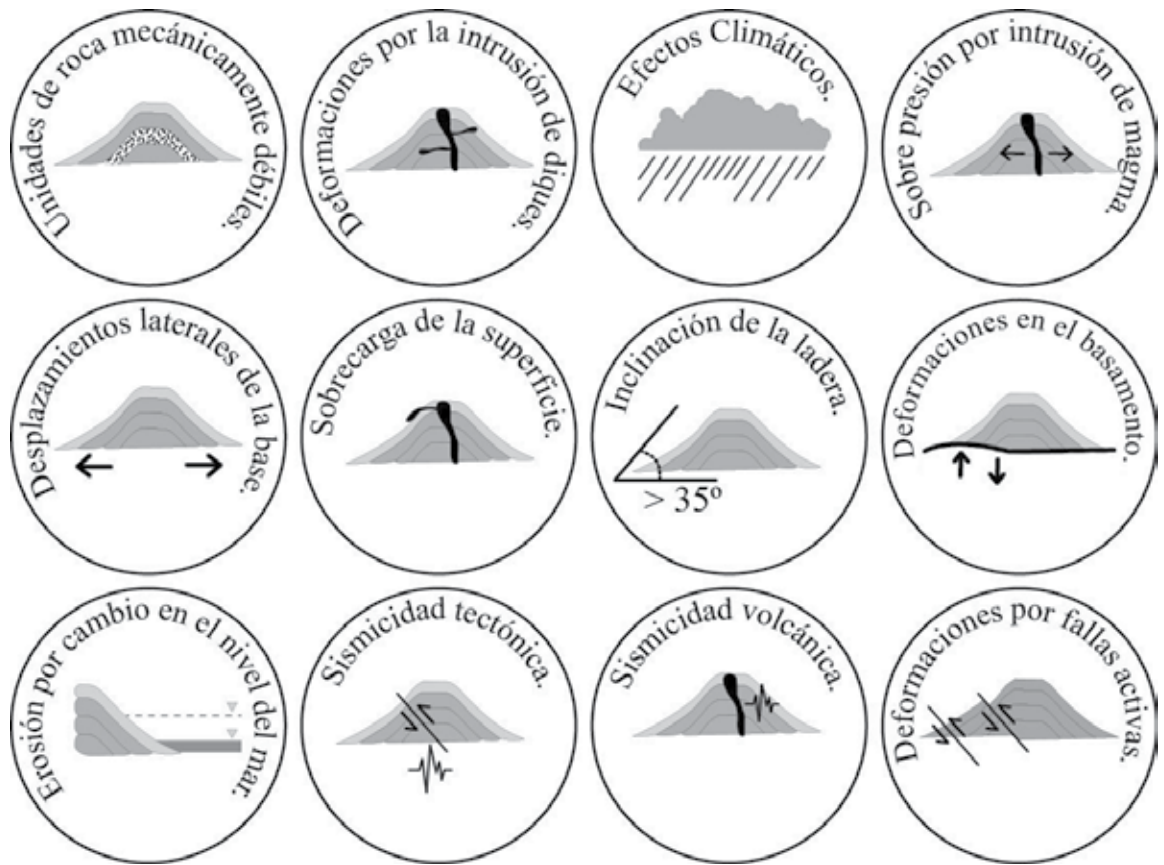 Unidades de roca mecánicamente débiles.
Deformaciones por la intrusión de diques.
Efectos Climáticos.
Sobre presión por intrusión de magma.
Desplazamientos laterales de la base.
Sobrecarga de la superficie.
Inclinación de la ladera.
> 35º
Deformaciones en el basamento.
Erosión por cambio en el nivel del mar.
Sismicidad tectónica.
Sismicidad volcánica.
Deformaciones por fallas activas.